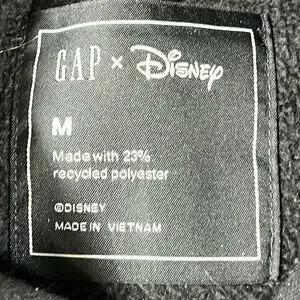 GAP × Disney
M
Made with 23%
recycled polyester
©DISNEY
MADE IN VIETNAM